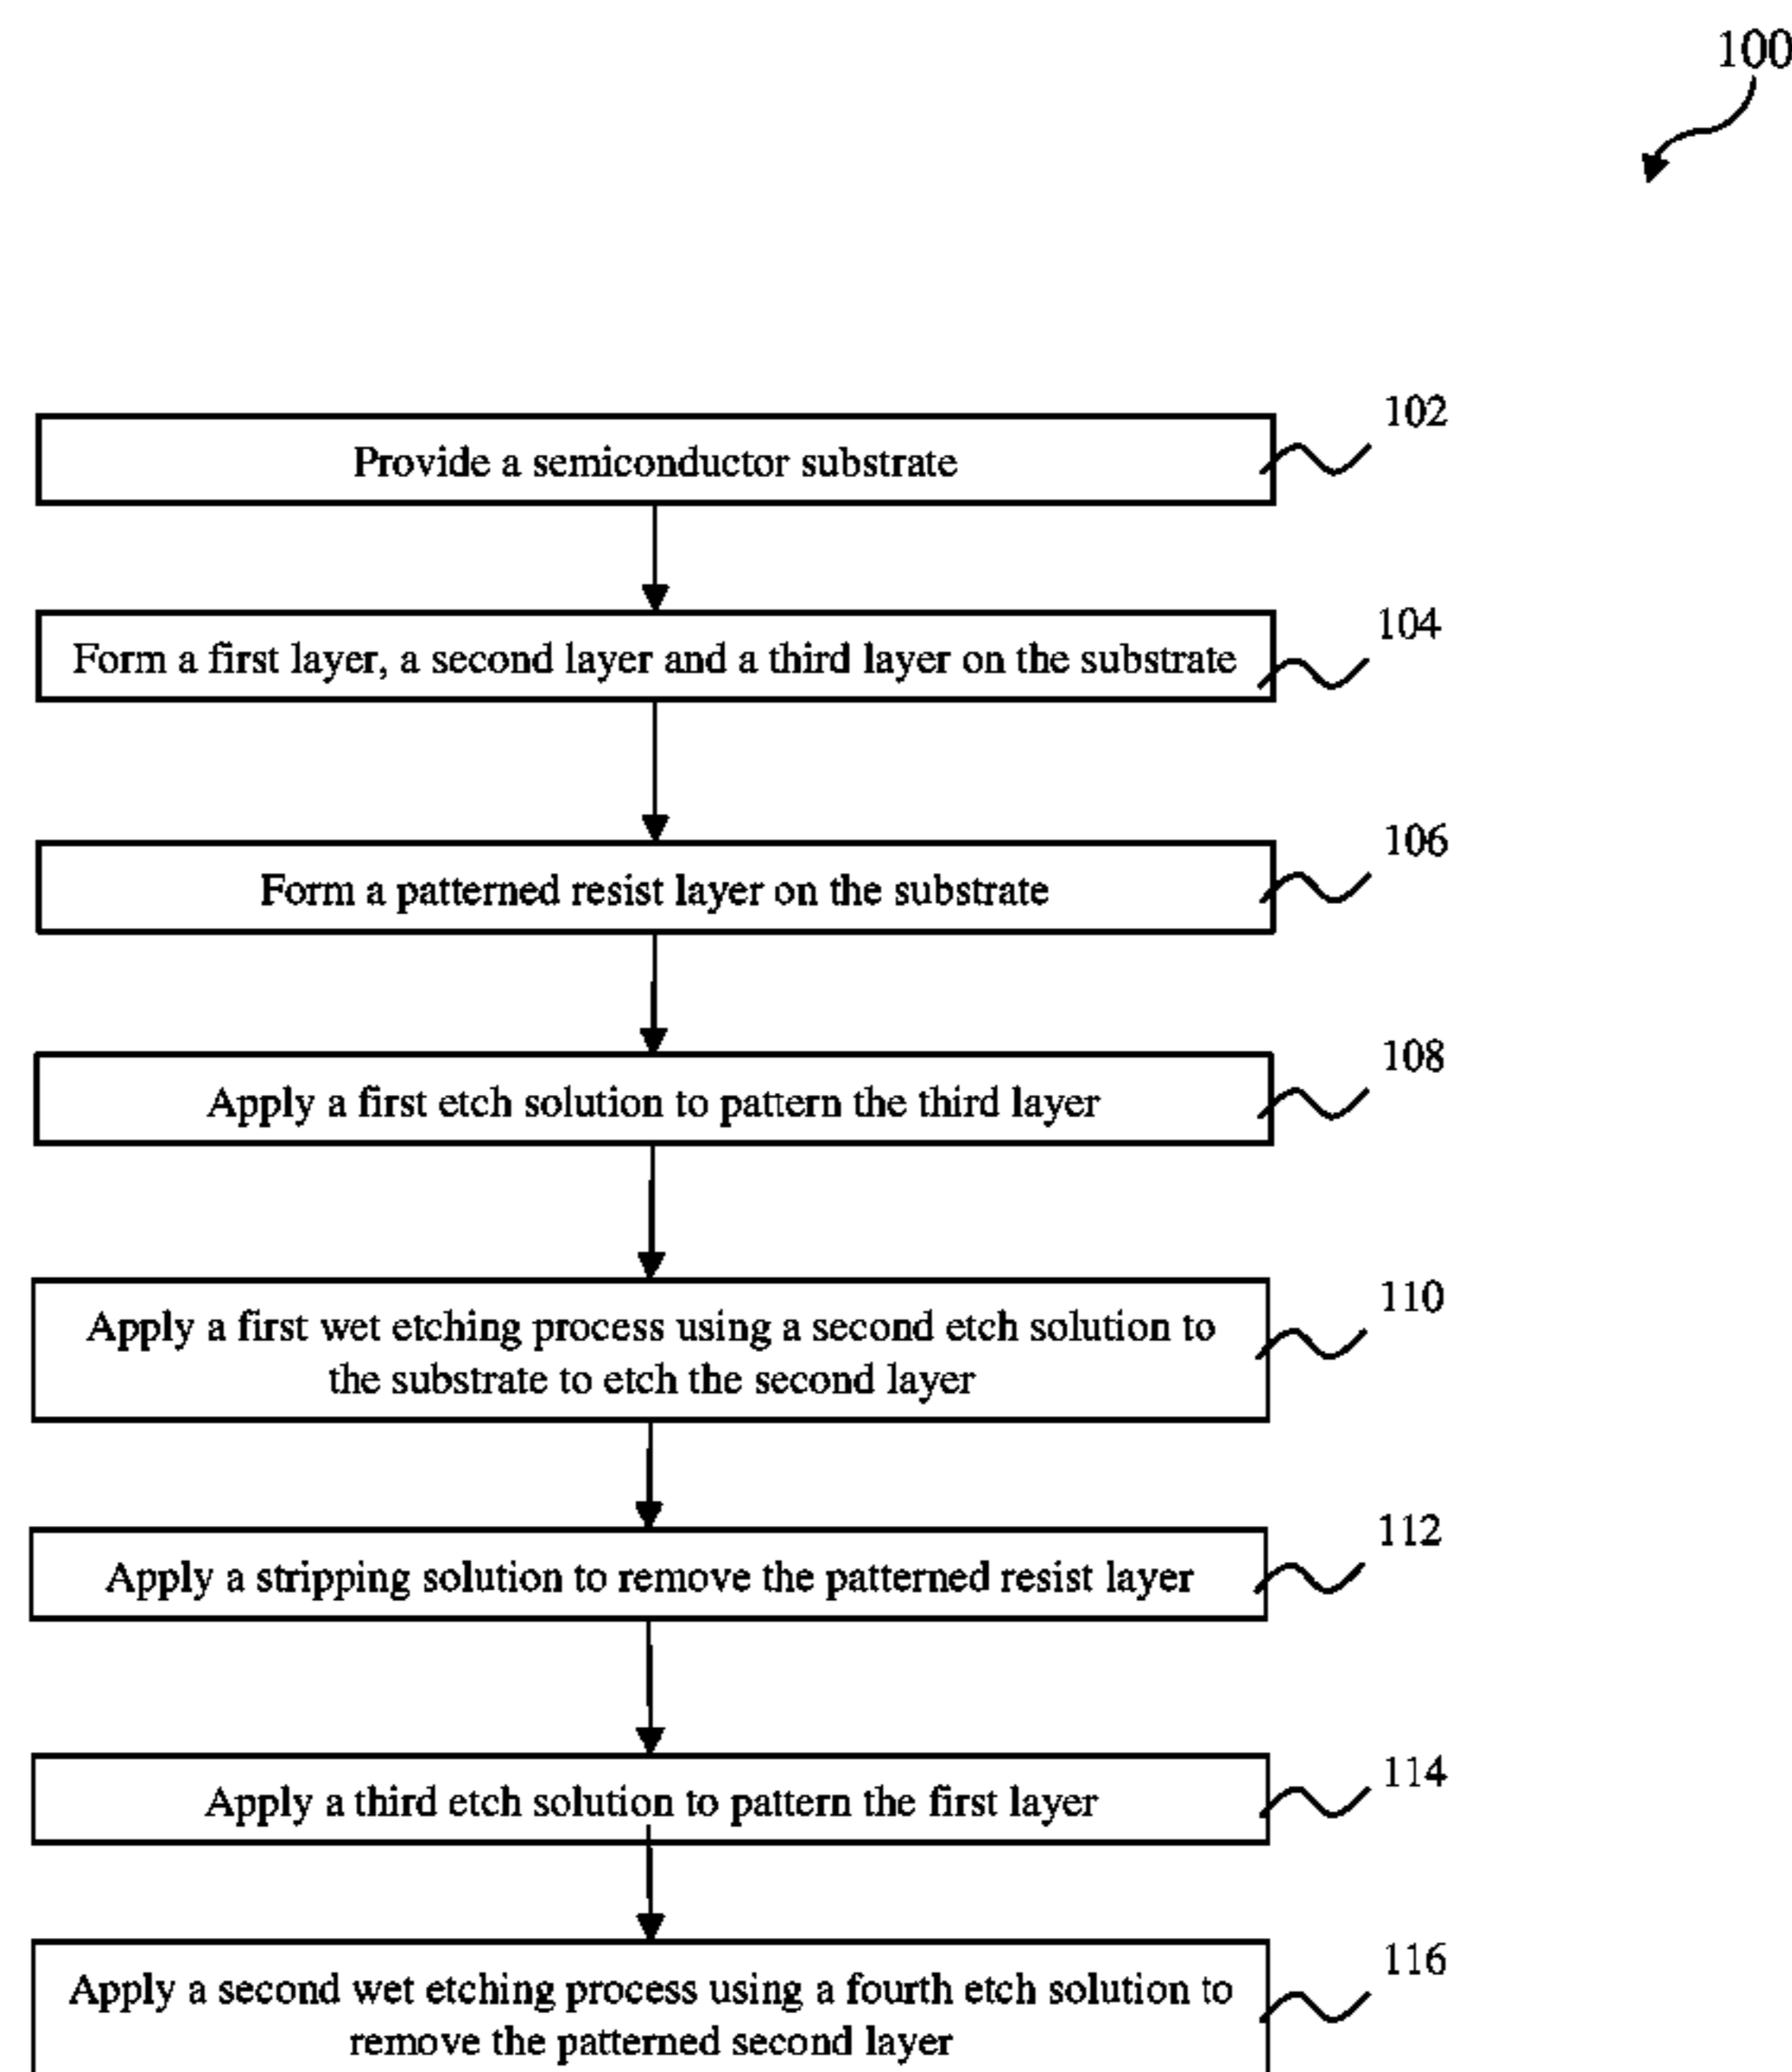 100
Provide a semiconductor substrate
102
Form a first layer, a second layer and a third layer on the substrate
104
Form a patterned resist layer on the substrate
106
Apply a first etch solution to pattern the third layer
108
Apply a first wet etching process using a second etch solution to
the substrate to etch the second layer
110
Apply a stripping solution to remove the patterned resist layer
112
Apply a third etch solution to pattern the first layer
114
Apply a second wet etching process using a fourth etch solution to
remove the patterned second layer
116